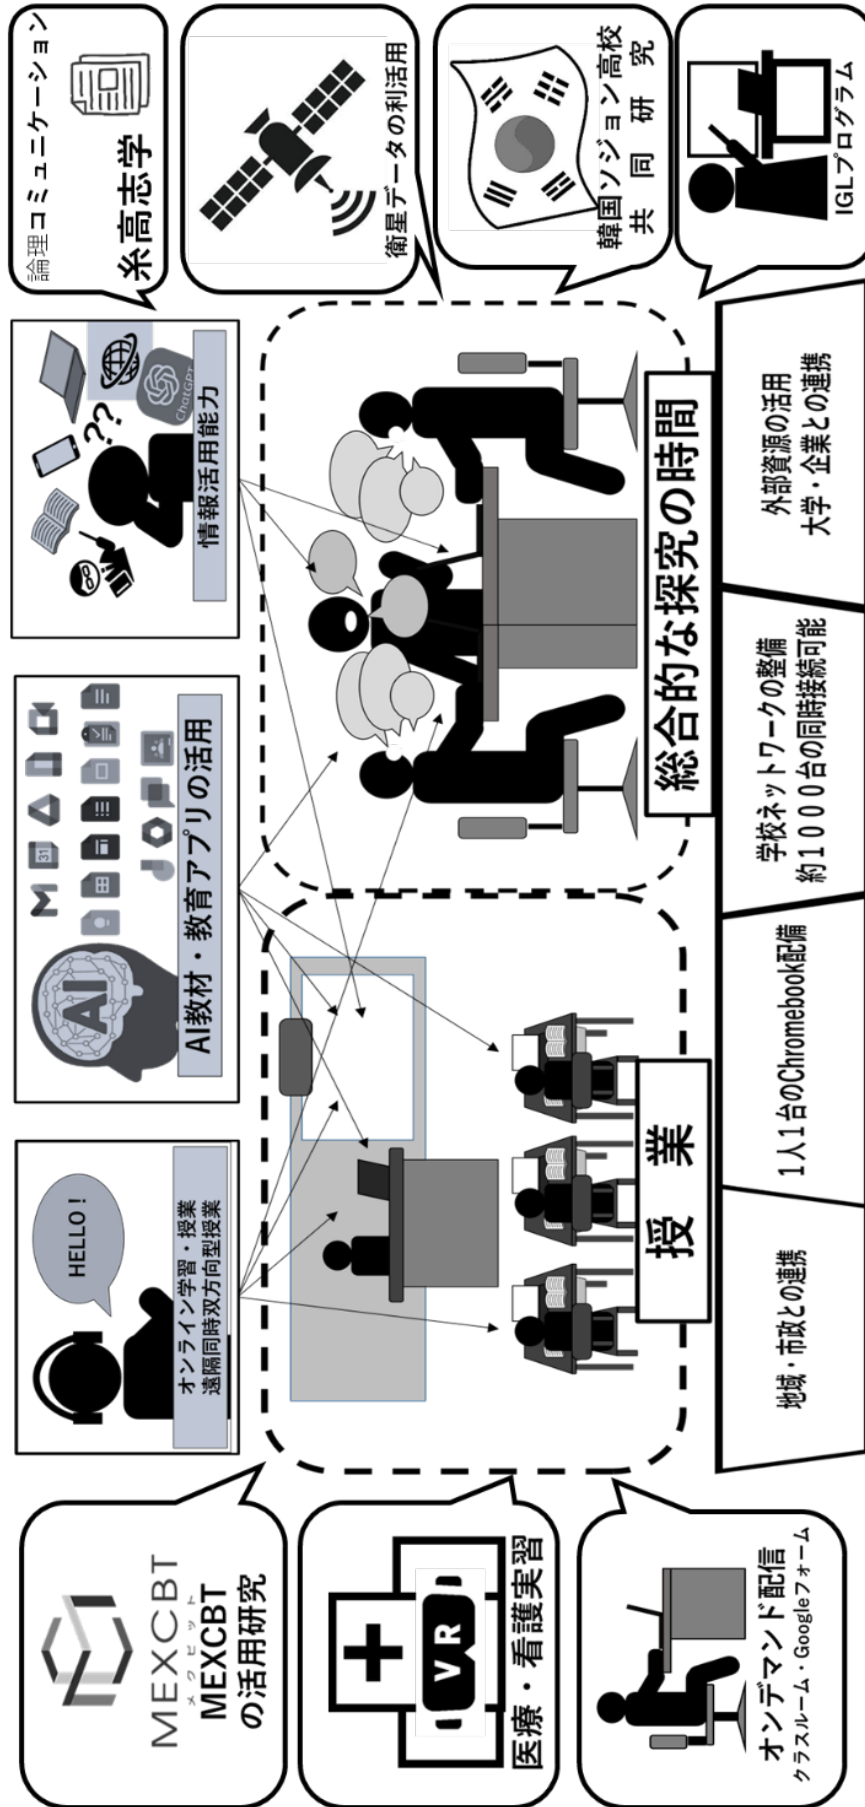 MEXCBT
メクビット
MEXCBT
の活用研究
VR
医療・看護実習
オンデマンド配信
クラスルーム・Googleフォーム
HELLO！
オンライン学習・授業
遠隔同時双方向型授業
AI
31
AI教材・教育アプリの活用
??
ChatGPT
情報活用能力
論理コミュニケーション
糸高志学
衛星データの利活用
韓国ソジョン高校
共同研究
IGLプログラム
授業
総合的な探究の時間
地域・市政との連携
1人1台のChromebook配備
学校ネットワークの整備
約1000台の同時接続可能
外部資源の活用
大学・企業との連携